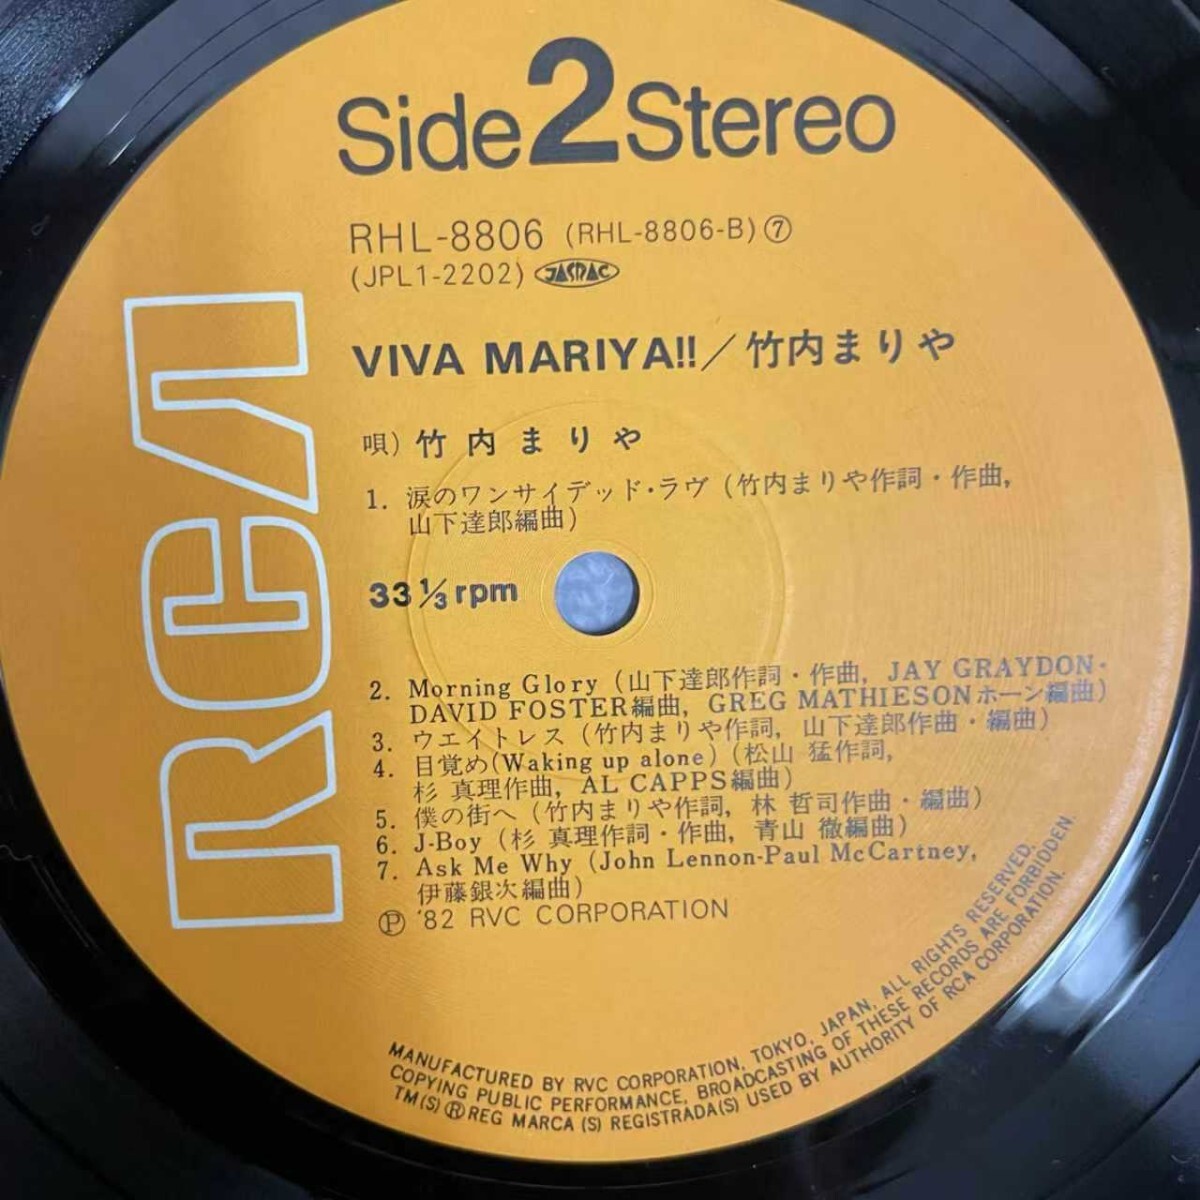 Side 2 Stereo
RHL-8806 (RHL-8806-B) ⑦
(JPL1-2202) JASRAC
VIVA MARIYA!!／竹内まりや
唄) 竹内まりや
1. 涙のワンサイデッド・ラヴ (竹内まりや作詞・作曲,
山下達郎編曲)
33 1/3 rpm
2. Morning Glory (山下達郎作詞・作曲, JAY GRAYDON・
DAVID FOSTER編曲, GREG MATHIESONホーン編曲)
3. ウエイトレス (竹内まりや作詞, 山下達郎作曲・編曲)
4. 目覚め(Waking up alone) (松山 猛作詞,
杉 真理作曲, AL CAPPS編曲)
5. 僕の街へ (竹内まりや作詞, 林 哲司作曲・編曲)
6. J-Boy (杉 真理作詞・作曲, 青山 徹編曲)
7. Ask Me Why (John Lennon-Paul McCartney,
伊藤銀次編曲)
Ⓟ '82 RVC CORPORATION
RCA
MANUFACTURED BY RVC CORPORATION, TOKYO, JAPAN, ALL RIGHTS RESERVED.
COPYING PUBLIC PERFORMANCE, BROADCASTING OF THESE RECORDS ARE FORBIDDEN.
TM(S) ® REG MARCA (S) REGISTRADA(S) USED BY AUTHORITY OF RCA CORPORATION.